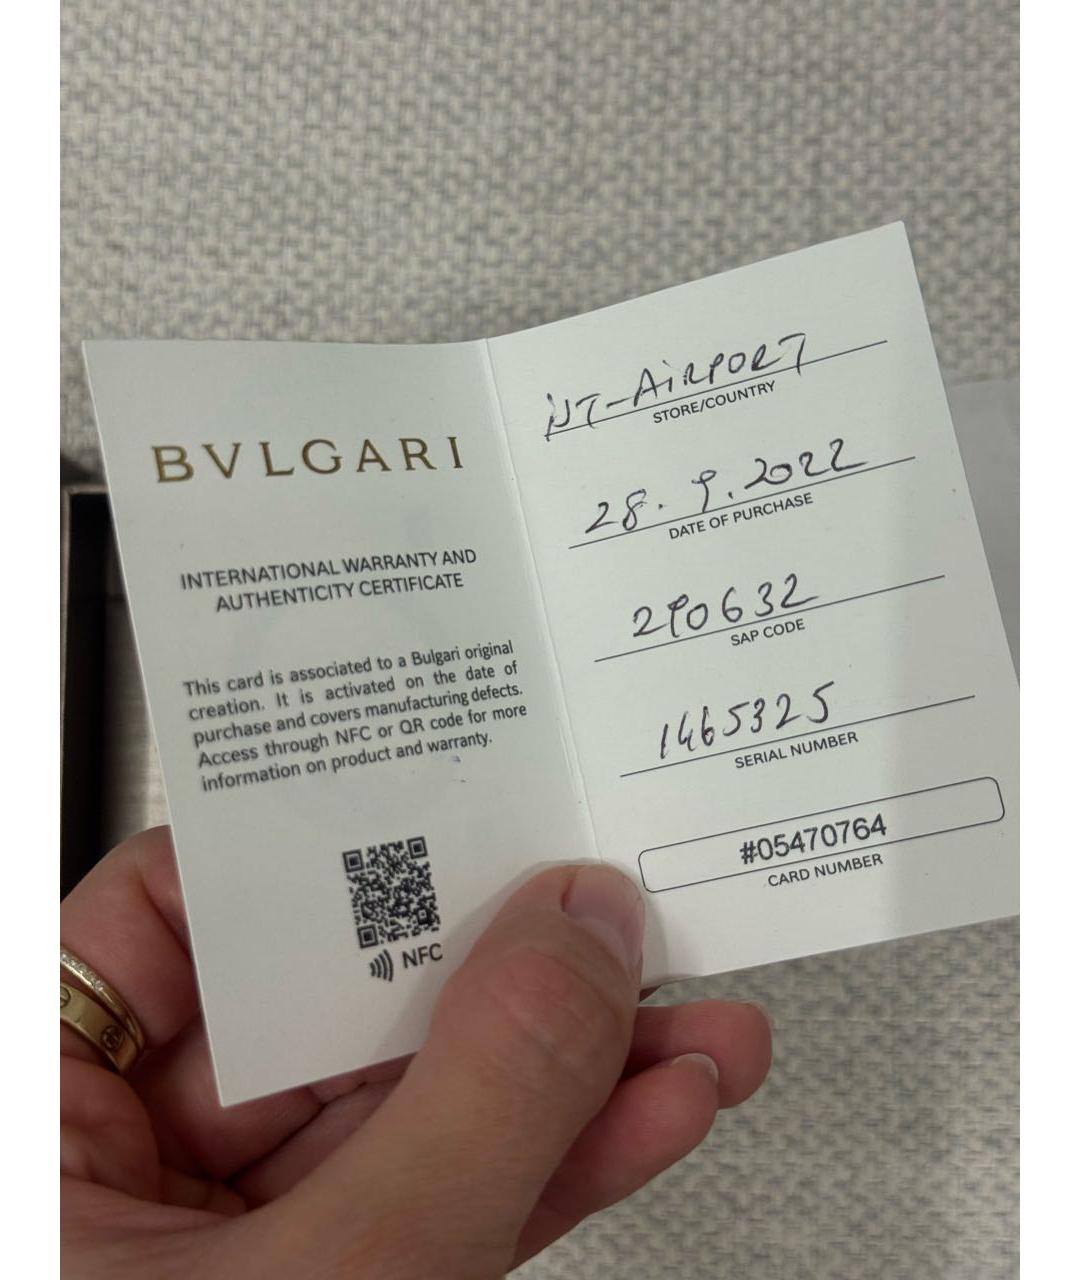 BVLGARI
INTERNATIONAL WARRANTY AND
AUTHENTICITY CERTIFICATE
This card is associated to a Bulgari original
creation. It is activated on the date of
purchase and covers manufacturing defects.
Access through NFC or QR code for more
information on product and warranty.
NFC
-AiRPORT
STORE/COUNTRY
28. 9. 2022
DATE OF PURCHASE
290632
SAP CODE
1465325
SERIAL NUMBER
#05470764
CARD NUMBER